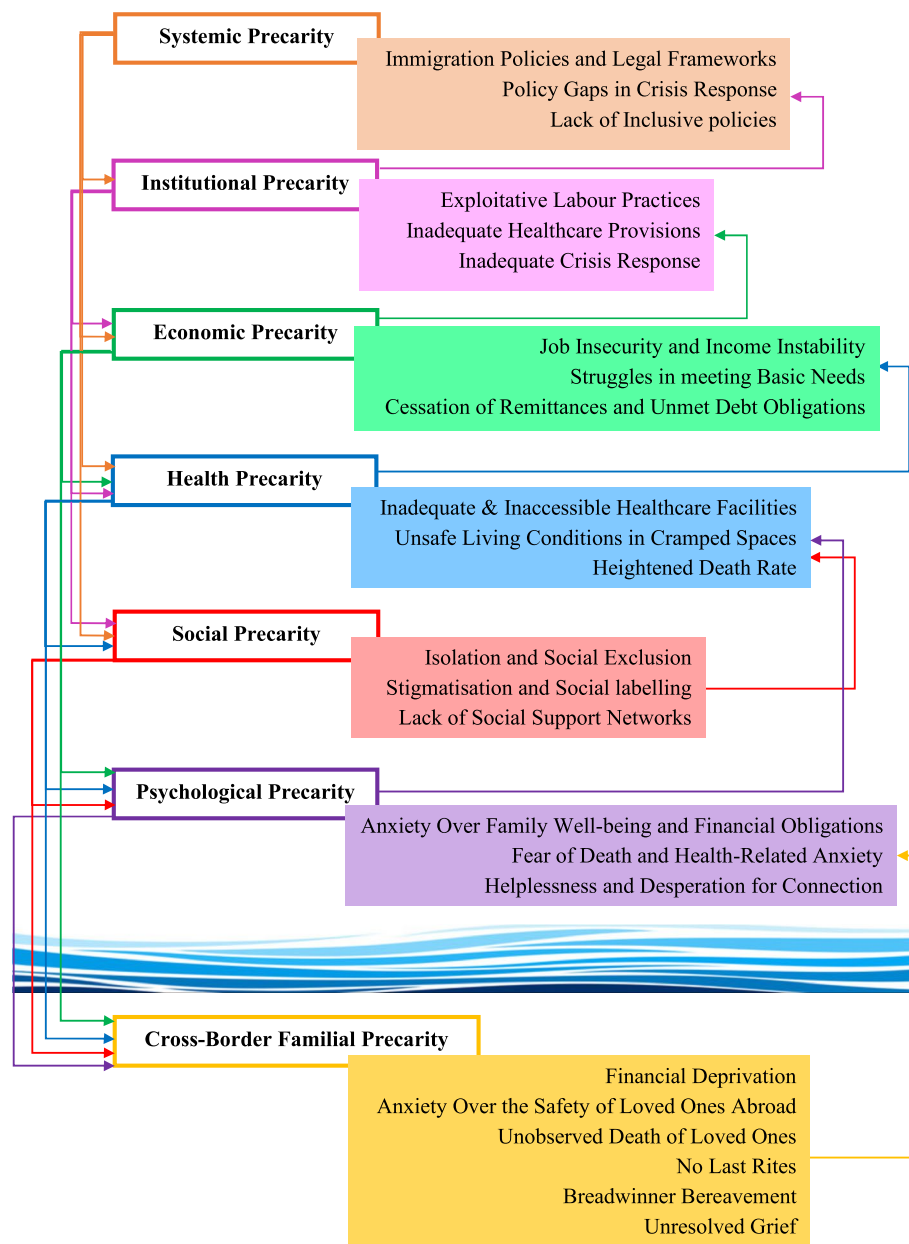 Systemic Precarity
Immigration Policies and Legal Frameworks
Policy Gaps in Crisis Response
Lack of Inclusive policies
Institutional Precarity
Exploitative Labour Practices
Inadequate Healthcare Provisions
Inadequate Crisis Response
Economic Precarity
Job Insecurity and Income Instability
Struggles in meeting Basic Needs
Cessation of Remittances and Unmet Debt Obligations
Health Precarity
Inadequate & Inaccessible Healthcare Facilities
Unsafe Living Conditions in Cramped Spaces
Heightened Death Rate
Social Precarity
Isolation and Social Exclusion
Stigmatisation and Social labelling
Lack of Social Support Networks
Psychological Precarity
Anxiety Over Family Well-being and Financial Obligations
Fear of Death and Health-Related Anxiety
Helplessness and Desperation for Connection
Cross-Border Familial Precarity
Financial Deprivation
Anxiety Over the Safety of Loved Ones Abroad
Unobserved Death of Loved Ones
No Last Rites
Breadwinner Bereavement
Unresolved Grief